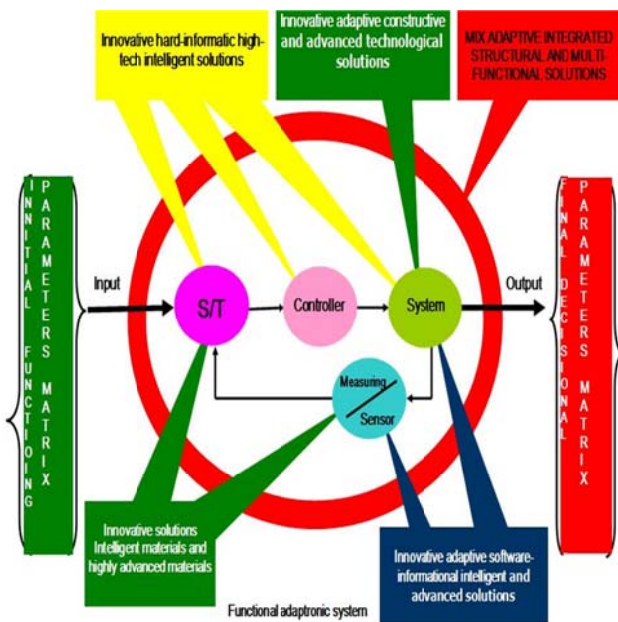 Innovative hard-informatic high-
tech intelligent solutions
Innovative adaptive constructive
and advanced technological
solutions
MIX ADAPTIVE INTEGRATED
STRUCTURAL AND MULTI-
FUNCTIONAL SOLUTIONS
INNITIAL FUNCTIOING
PARAMETERS MATRIX
Input
S/T
Controller
System
Output
FINAL DECISIONAL
PARAMETERS MATRIX
Measuring
Sensor
Innovative solutions
Intelligent materials and
highly advanced materials
Innovative adaptive software-
informational intelligent and
advanced solutions
Functional adaptronic system